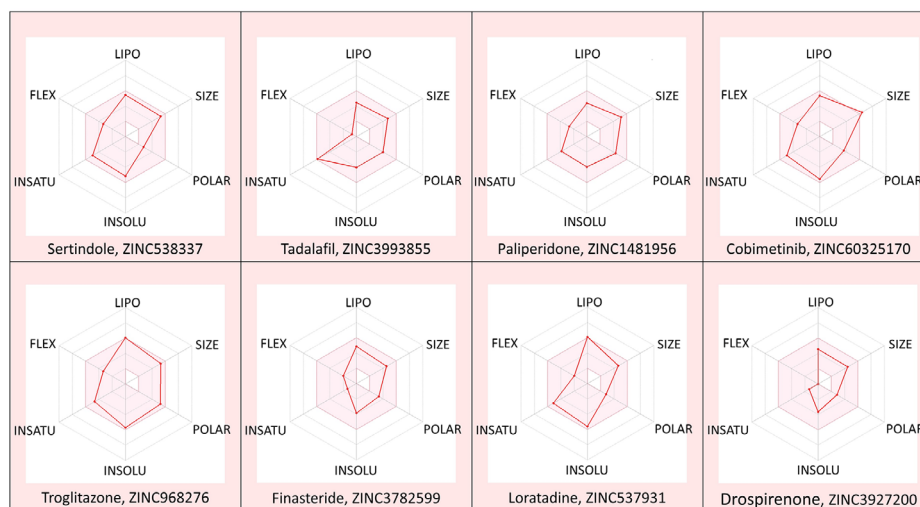 LIPO LIPO LIPO LIPO
FLEX SIZE FLEX SIZE FLEX SIZE FLEX SIZE
INSATU POLAR INSATU POLAR INSATU POLAR INSATU POLAR
INSOLU INSOLU INSOLU INSOLU
Sertindole, ZINC538337 Tadalafil, ZINC3993855 Paliperidone, ZINC1481956 Cobimetinib, ZINC60325170
LIPO LIPO LIPO LIPO
FLEX SIZE FLEX SIZE FLEX SIZE FLEX SIZE
INSATU POLAR INSATU POLAR INSATU POLAR INSATU POLAR
INSOLU INSOLU INSOLU INSOLU
Troglitazone, ZINC968276 Finasteride, ZINC3782599 Loratadine, ZINC537931 Drospirenone, ZINC3927200